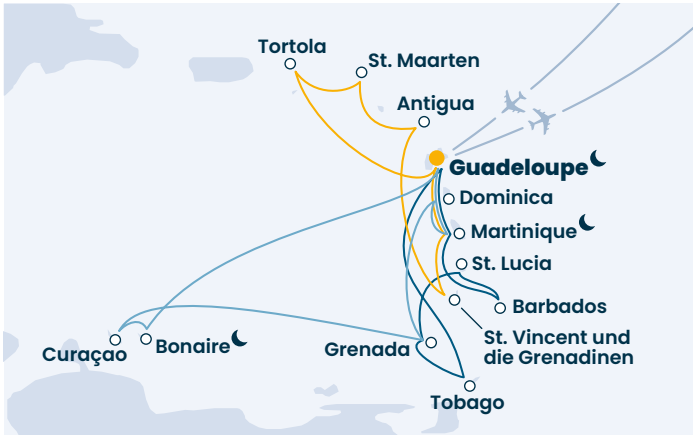 Tortola
St. Maarten
Antigua
Guadeloupe
Dominica
Martinique
St. Lucia
Barbados
St. Vincent und
die Grenadinen
Grenada
Bonaire
Curaçao
Tobago